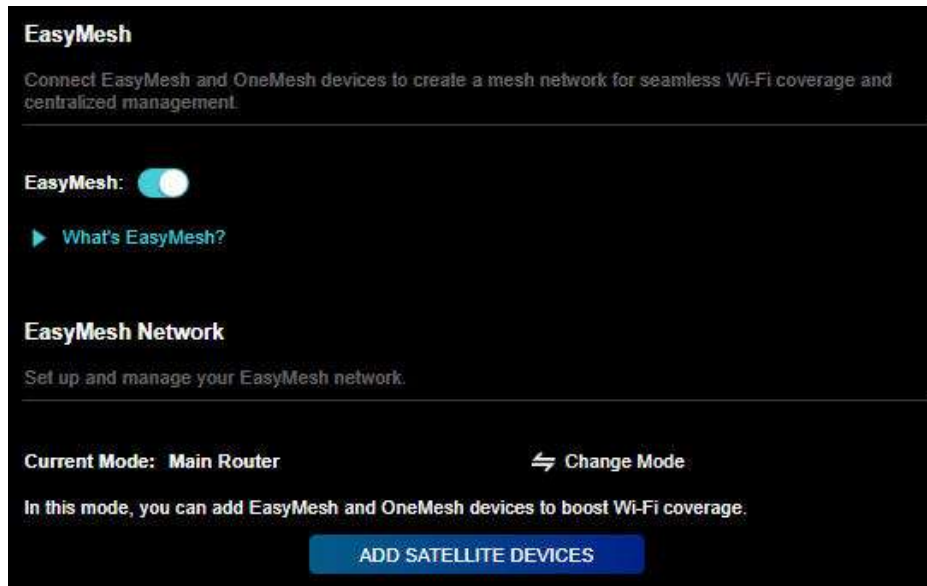 EasyMesh
Connect EasyMesh and OneMesh devices to create a mesh network for seamless Wi-Fi coverage and
centralized management.
EasyMesh:
What's EasyMesh?
EasyMesh Network
Set up and manage your EasyMesh network.
Current Mode: Main Router Change Mode
In this mode, you can add EasyMesh and OneMesh devices to boost Wi-Fi coverage.
ADD SATELLITE DEVICES